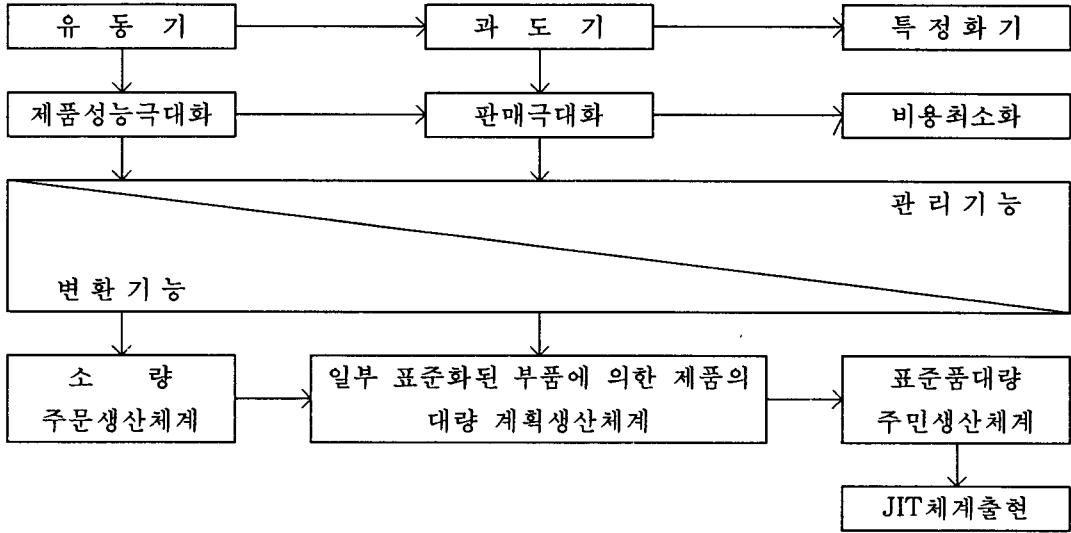 유 동 기
과 도 기
특 정 화 기
제품성능극대화
판매극대화
비용최소화
관 리 기 능
변 환 기 능
소 량
주문생산체계
일부 표준화된 부품에 의한 제품의
대량 계획생산체계
표준품대량
주민생산체계
JIT체계출현